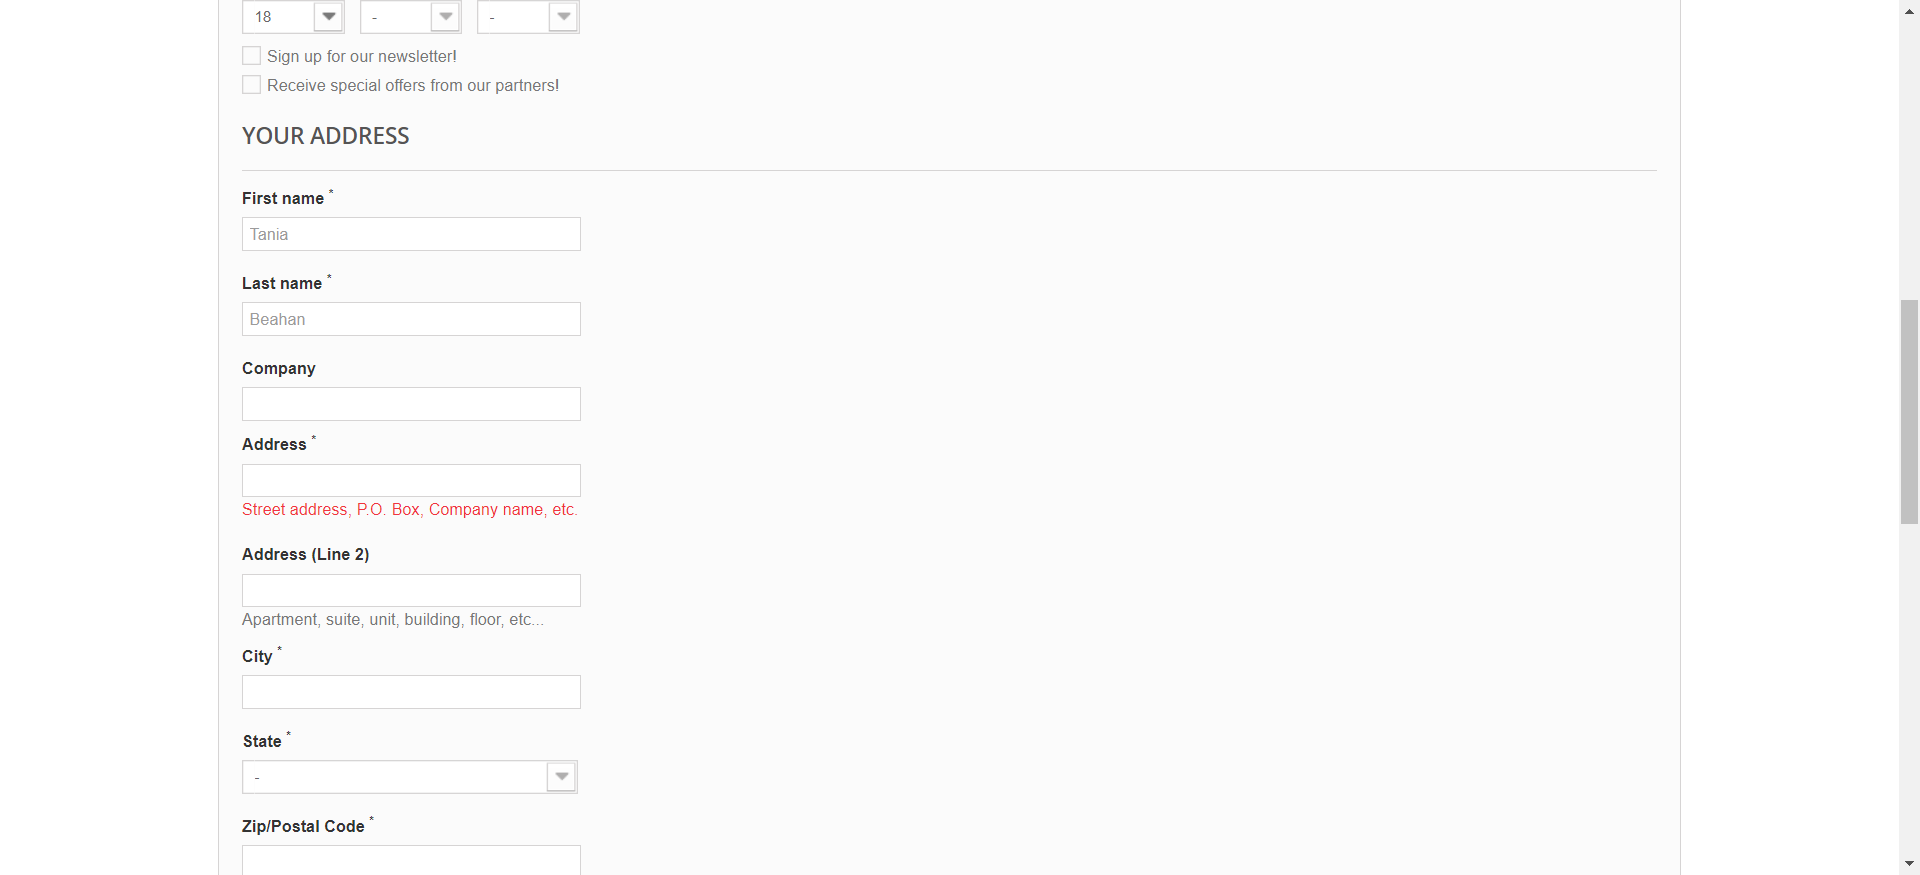 18 - -
Sign up for our newsletter!
Receive special offers from our partners!
YOUR ADDRESS
First name *
Tania
Last name *
Beahan
Company
Address *
Street address, P.O. Box, Company name, etc.
Address (Line 2)
Apartment, suite, unit, building, floor, etc...
City *
State *
-
Zip/Postal Code *